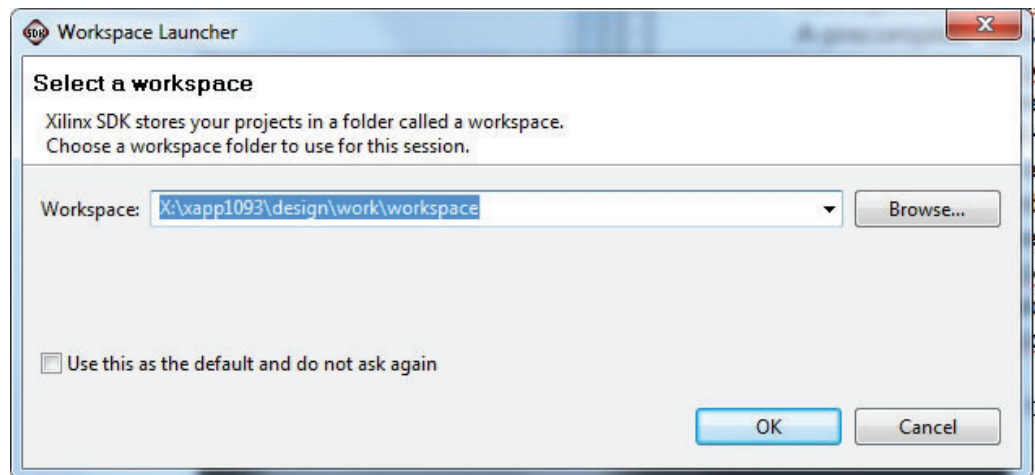 SDK Workspace Launcher
Select a workspace
Xilinx SDK stores your projects in a folder called a workspace.
Choose a workspace folder to use for this session.
Workspace: X:\xapp1093\design\work\workspace Browse...
Use this as the default and do not ask again
OK Cancel